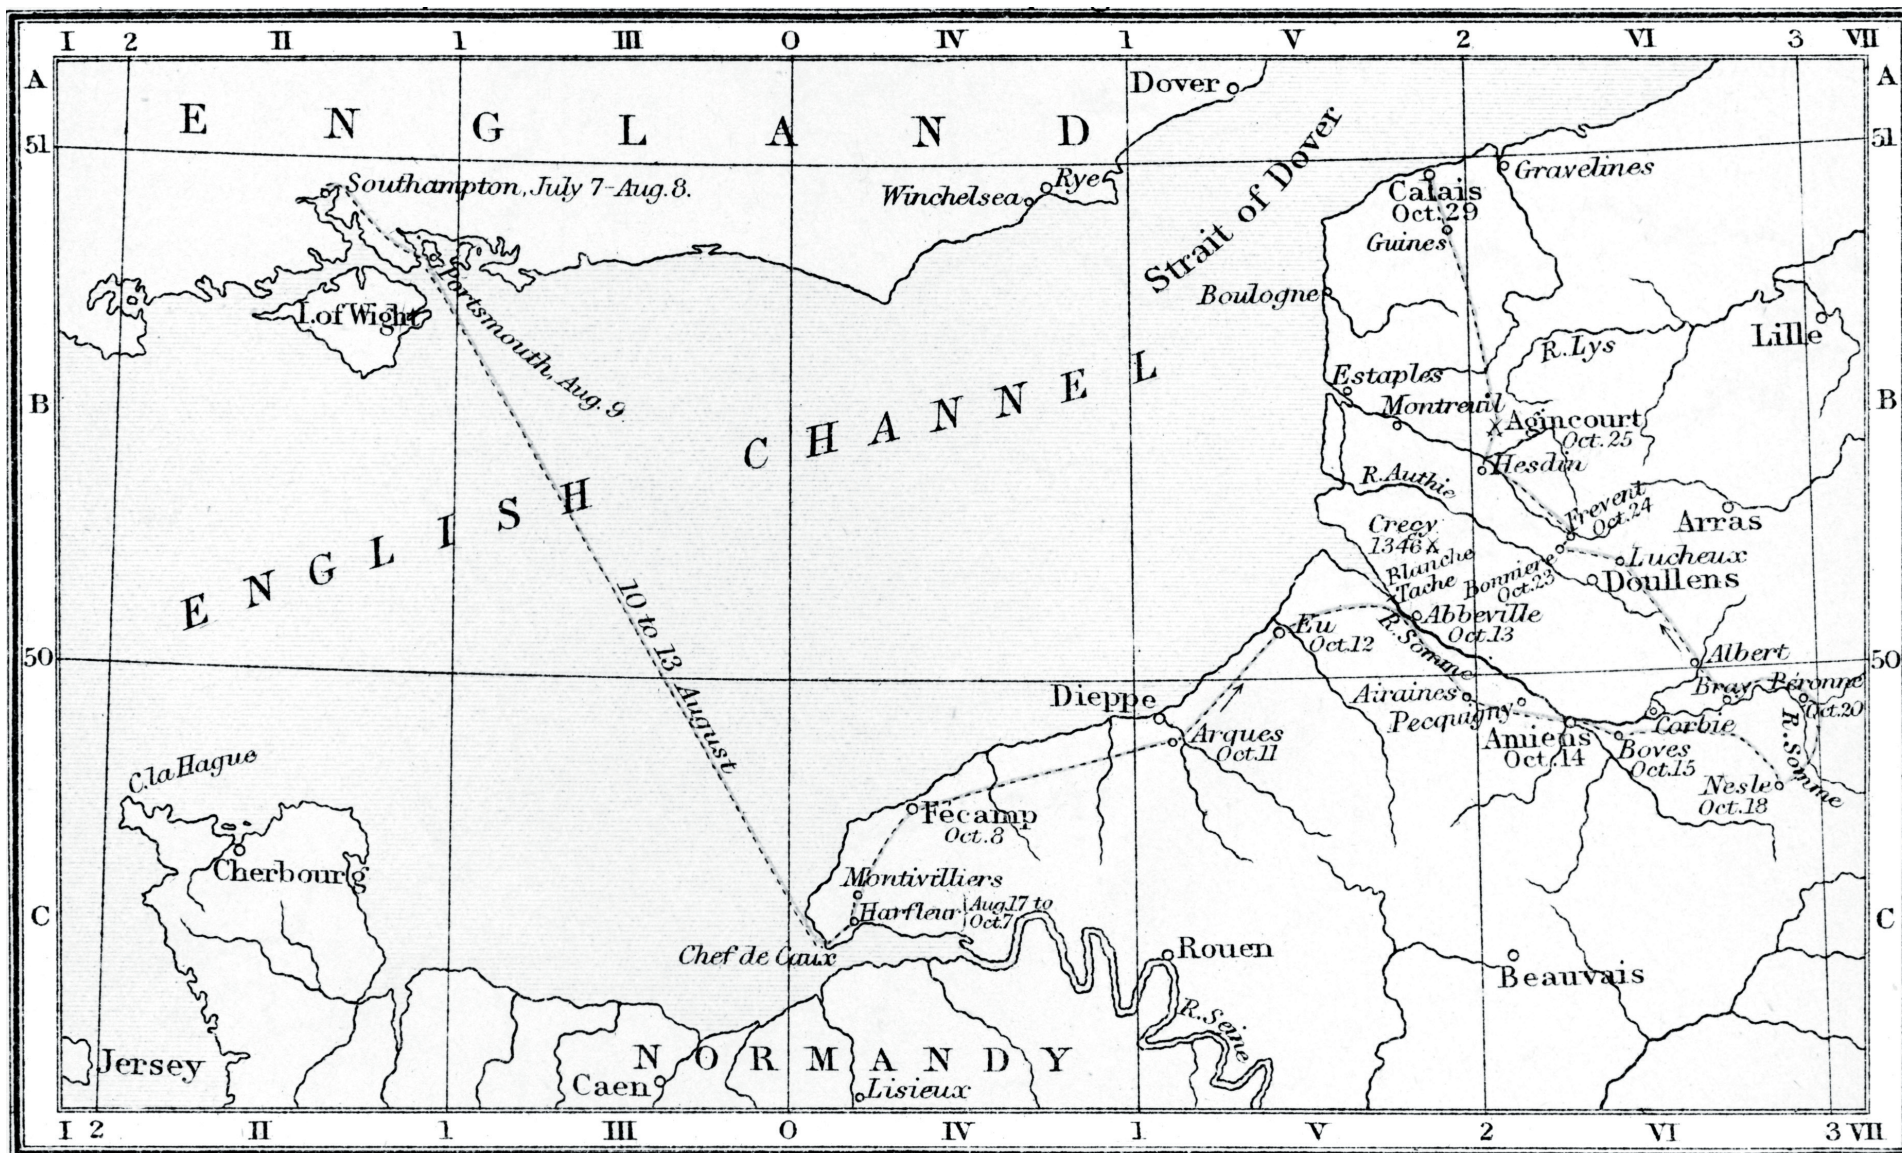 I 2 II 1 III 0 IV 1 V 2 VI 3 VII
A
A
Dover
ENGLAND
51
51
Strait of Dover
Southampton, July 7-Aug. 8.
Winchelsea
Rye
Gravelines
Calais
Oct. 29
Guines
Portsmouth, Aug. 9
I. of Wight
Boulogne
Lille
R. Lys
Estaples
B
B
Montreuil
Agincourt
Oct. 25
Hesdin
ENGLISH CHANNEL
R. Authie
Frevent
Oct. 24
Arras
Crecy
1346
Blanche
Tache
Bonniere
Oct. 23
Lucheux
Doullens
10 to 13 August
Abbeville
Oct. 13
Eu
Oct. 12
R. Somme
50
50
Albert
Dieppe
Airaines
Bray
Péronne
Oct. 20
Pecquigny
Corbie
Arques
Oct. 11
Amiens
Oct. 14
Boves
Oct. 15
R. Somme
Nesle
Oct. 18
C. la Hague
Fécamp
Oct. 8
Cherbourg
Montivilliers
Harfleur
Aug. 17 to
Oct. 7
C
C
Chef de Caux
Rouen
Beauvais
R. Seine
NORMANDY
Jersey
Caen
Lisieux
I 2 II 1 III 0 IV 1 V 2 VI 3 VII